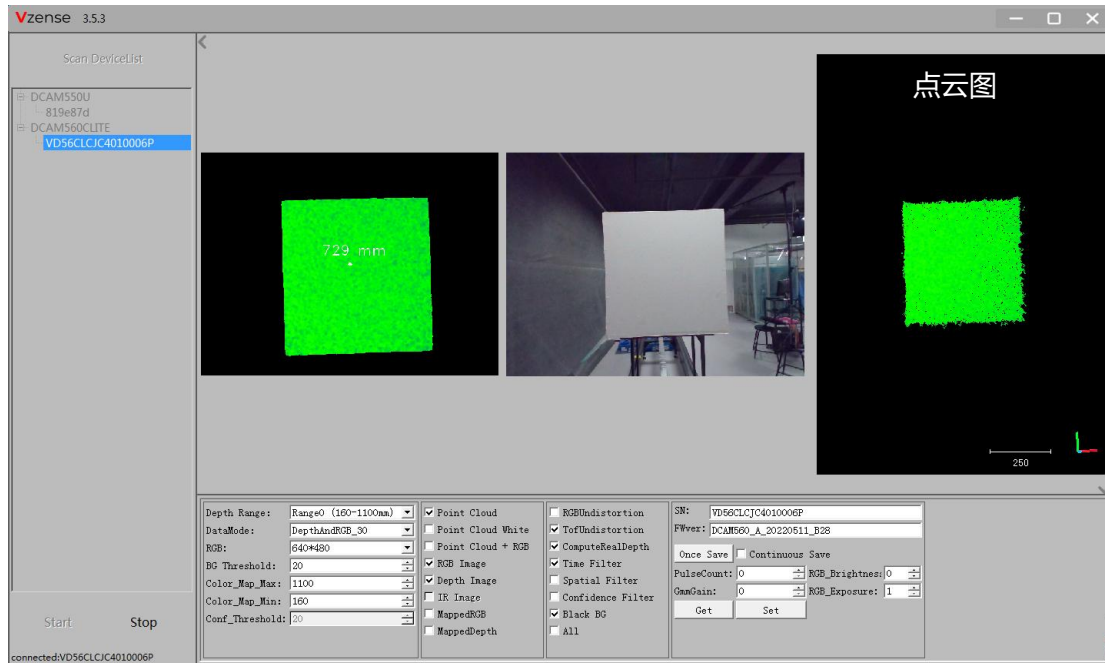 Vzense 3.5.3
Scan DeviceList
DCAM550U
819e87d
DCAM560CLITE
VD56CLCJC4010006P
729 mm
点云图
250
Depth Range: Range0 (160-1100mm)
DataMode: DepthAndRGB_30
RGB: 640*480
BG Threshold: 20
Color_Map_Max: 1100
Color_Map_Min: 160
Conf_Threshold: 20
Point Cloud
Point Cloud White
Point Cloud + RGB
RGB Image
Depth Image
IR Image
MappedRGB
MappedDepth
RGBUndistortion
TofUndistortion
ComputeRealDepth
Time Filter
Spatial Filter
Confidence Filter
Black BG
All
SN: VD56CLCJC4010006P
FWver: DCAM560_A_20220511_B28
Once Save Continuous Save
PulseCount: 0 RGB_Brightnes: 0
GmmGain: 0 RGB_Exposure: 1
Get Set
Start Stop
connected:VD56CLCJC4010006P